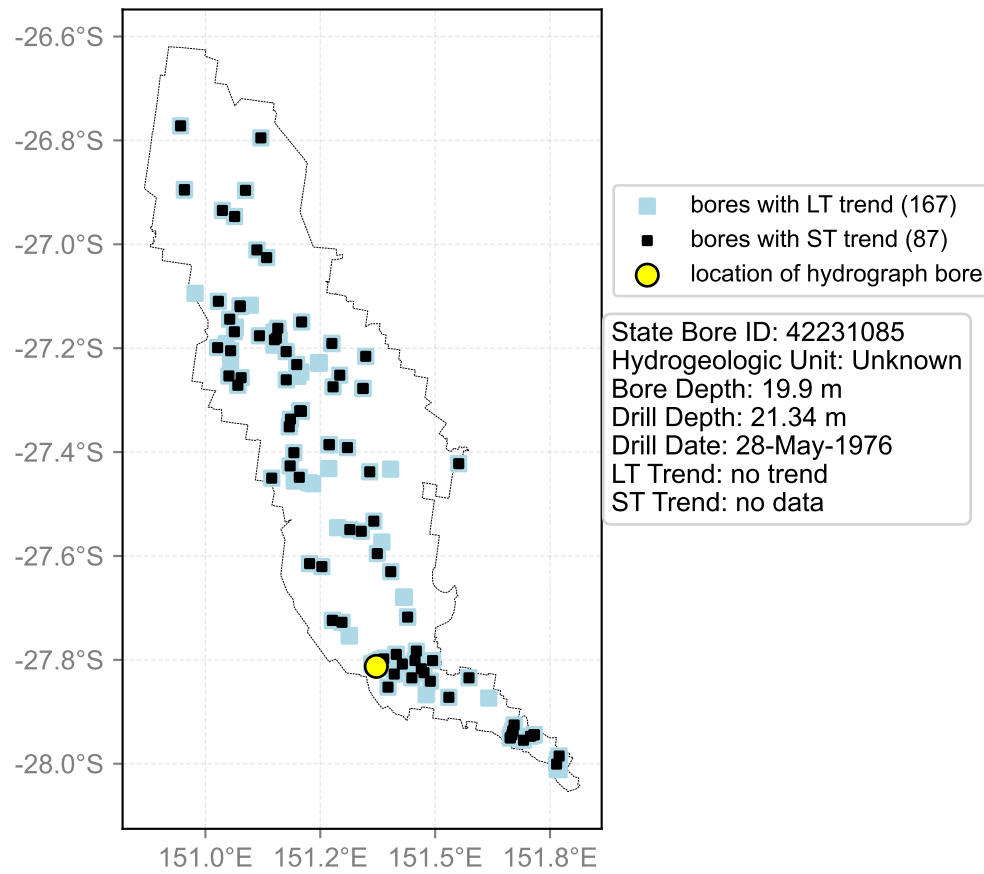 -26.6°S
-26.8°S
-27.0°S
-27.2°S
-27.4°S
-27.6°S
-27.8°S
-28.0°S
151.0°E
151.2°E
151.5°E
151.8°E
bores with LT trend (167)
bores with ST trend (87)
location of hydrograph bore
State Bore ID: 42231085
Hydrogeologic Unit: Unknown
Bore Depth: 19.9 m
Drill Depth: 21.34 m
Drill Date: 28-May-1976
LT Trend: no trend
ST Trend: no data